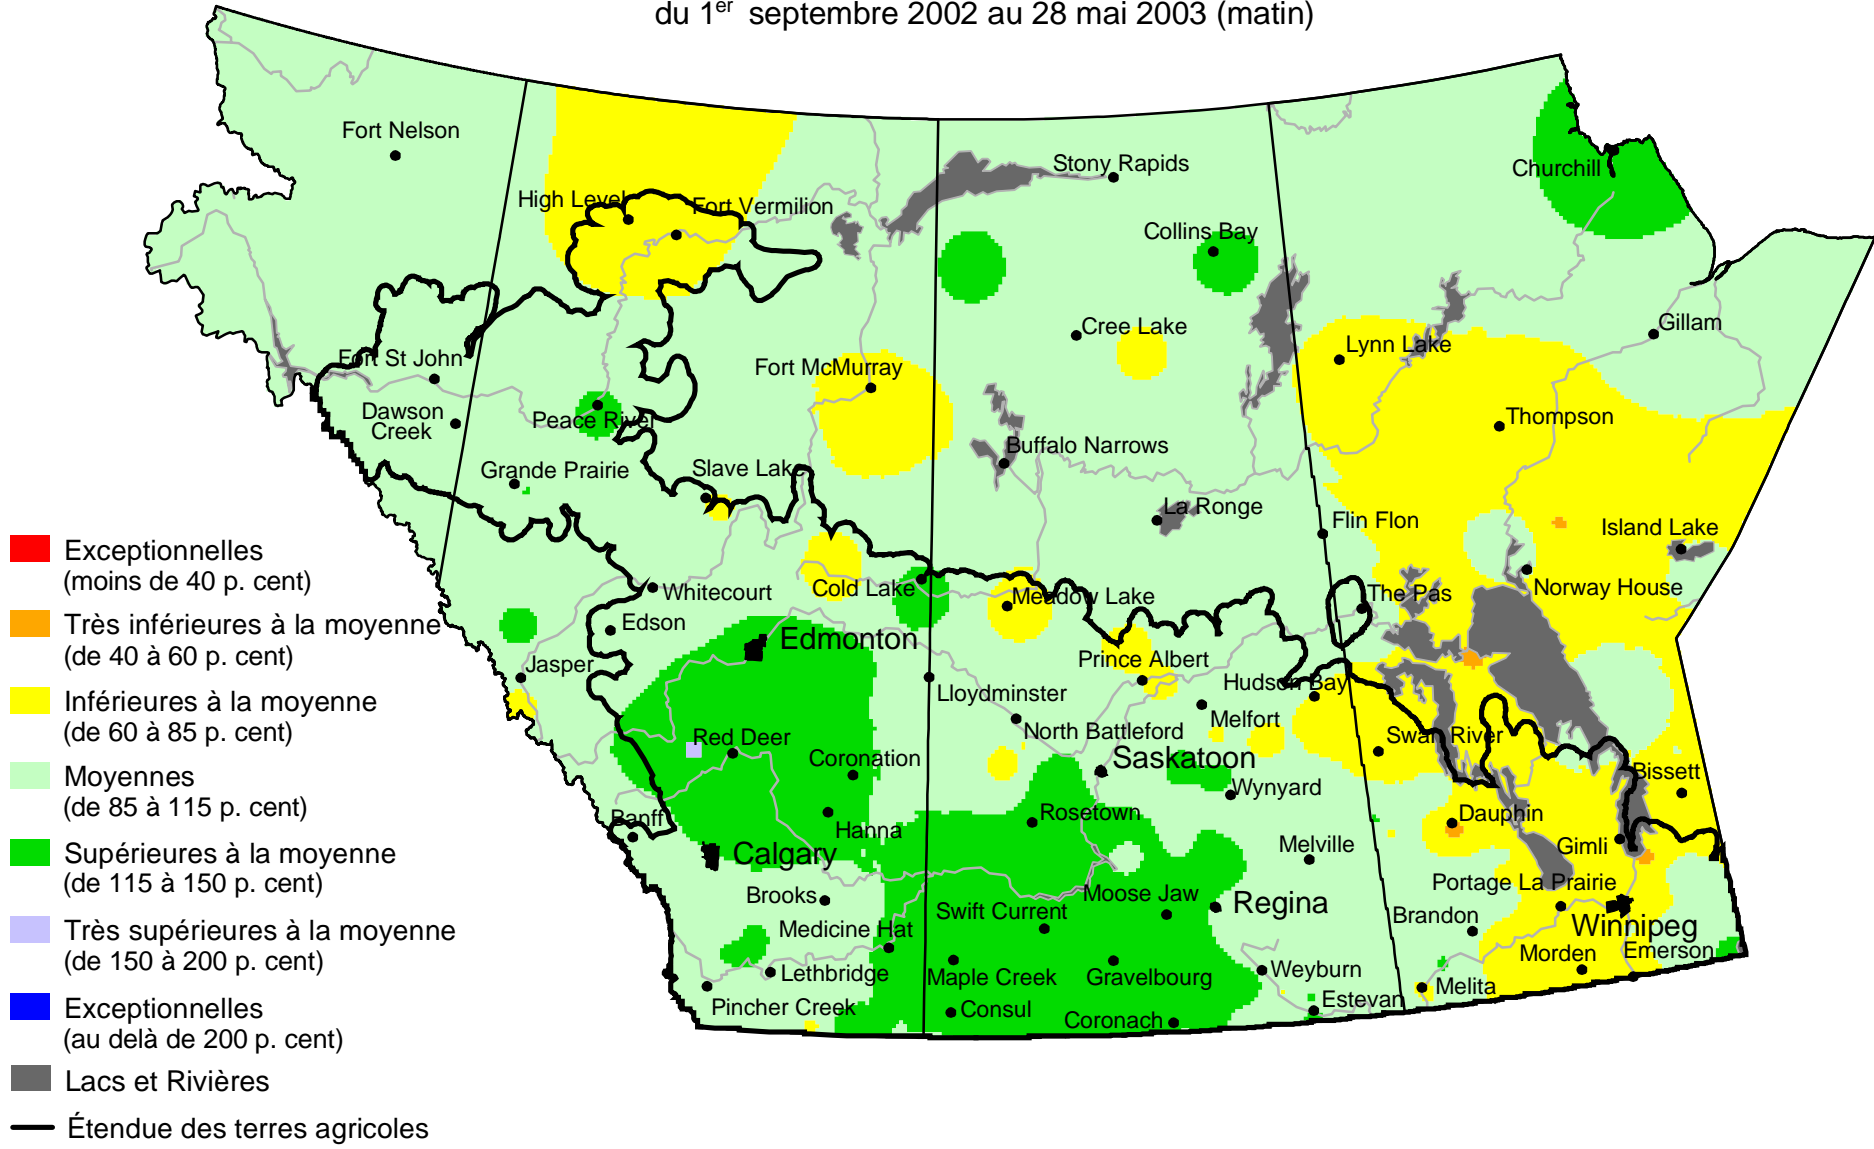 du 1er septembre 2002 au 28 mai 2003 (matin)
Fort Nelson
Stony Rapids
Churchill
High Level
Fort Vermilion
Collins Bay
Cree Lake
Gillam
Fort St John
Fort McMurray
Lynn Lake
Dawson
Creek
Peace River
Thompson
Buffalo Narrows
Grande Prairie
Slave Lake
La Ronge
Flin Flon
Island Lake
Whitecourt
Cold Lake
Meadow Lake
The Pas
Norway House
Edson
Edmonton
Jasper
Prince Albert
Hudson Bay
Lloydminster
North Battleford
Melfort
Red Deer
Swan River
Coronation
Saskatoon
Wynyard
Bissett
Banff
Hanna
Rosetown
Dauphin
Calgary
Melville
Gimli
Brooks
Moose Jaw
Regina
Portage La Prairie
Swift Current
Brandon
Winnipeg
Medicine Hat
Lethbridge
Maple Creek
Gravelbourg
Weyburn
Morden
Emerson
Pincher Creek
Consul
Coronach
Estevan
Melita
Exceptionnelles
(moins de 40 p. cent)
Très inférieures à la moyenne
(de 40 à 60 p. cent)
Inférieures à la moyenne
(de 60 à 85 p. cent)
Moyennes
(de 85 à 115 p. cent)
Supérieures à la moyenne
(de 115 à 150 p. cent)
Très supérieures à la moyenne
(de 150 à 200 p. cent)
Exceptionnelles
(au delà de 200 p. cent)
Lacs et Rivières
Étendue des terres agricoles